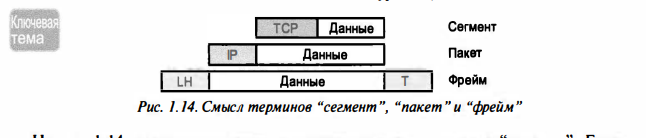 Ключевая
тема
TCP Данные Сегмент
IP Данные Пакет
LH Данные T Фрейм
Рис. 1.14. Смысл терминов “сегмент”, “пакет” и “фрейм”